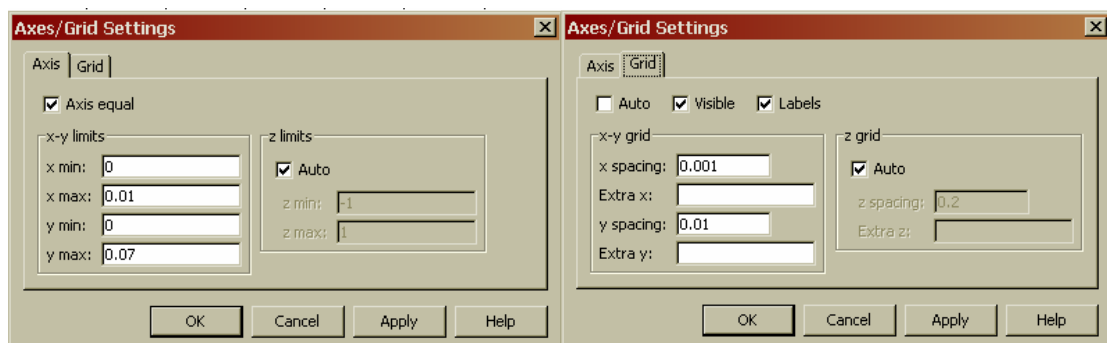 Axes/Grid Settings
Axis Grid
Axis equal
x-y limits
x min: 0
x max: 0.01
y min: 0
y max: 0.07
z limits
Auto
z min: -1
z max: 1
OK Cancel Apply Help
Axes/Grid Settings
Axis Grid
Auto Visible Labels
x-y grid
x spacing: 0.001
Extra x:
y spacing: 0.01
Extra y:
z grid
Auto
z spacing: 0.2
Extra z:
OK Cancel Apply Help